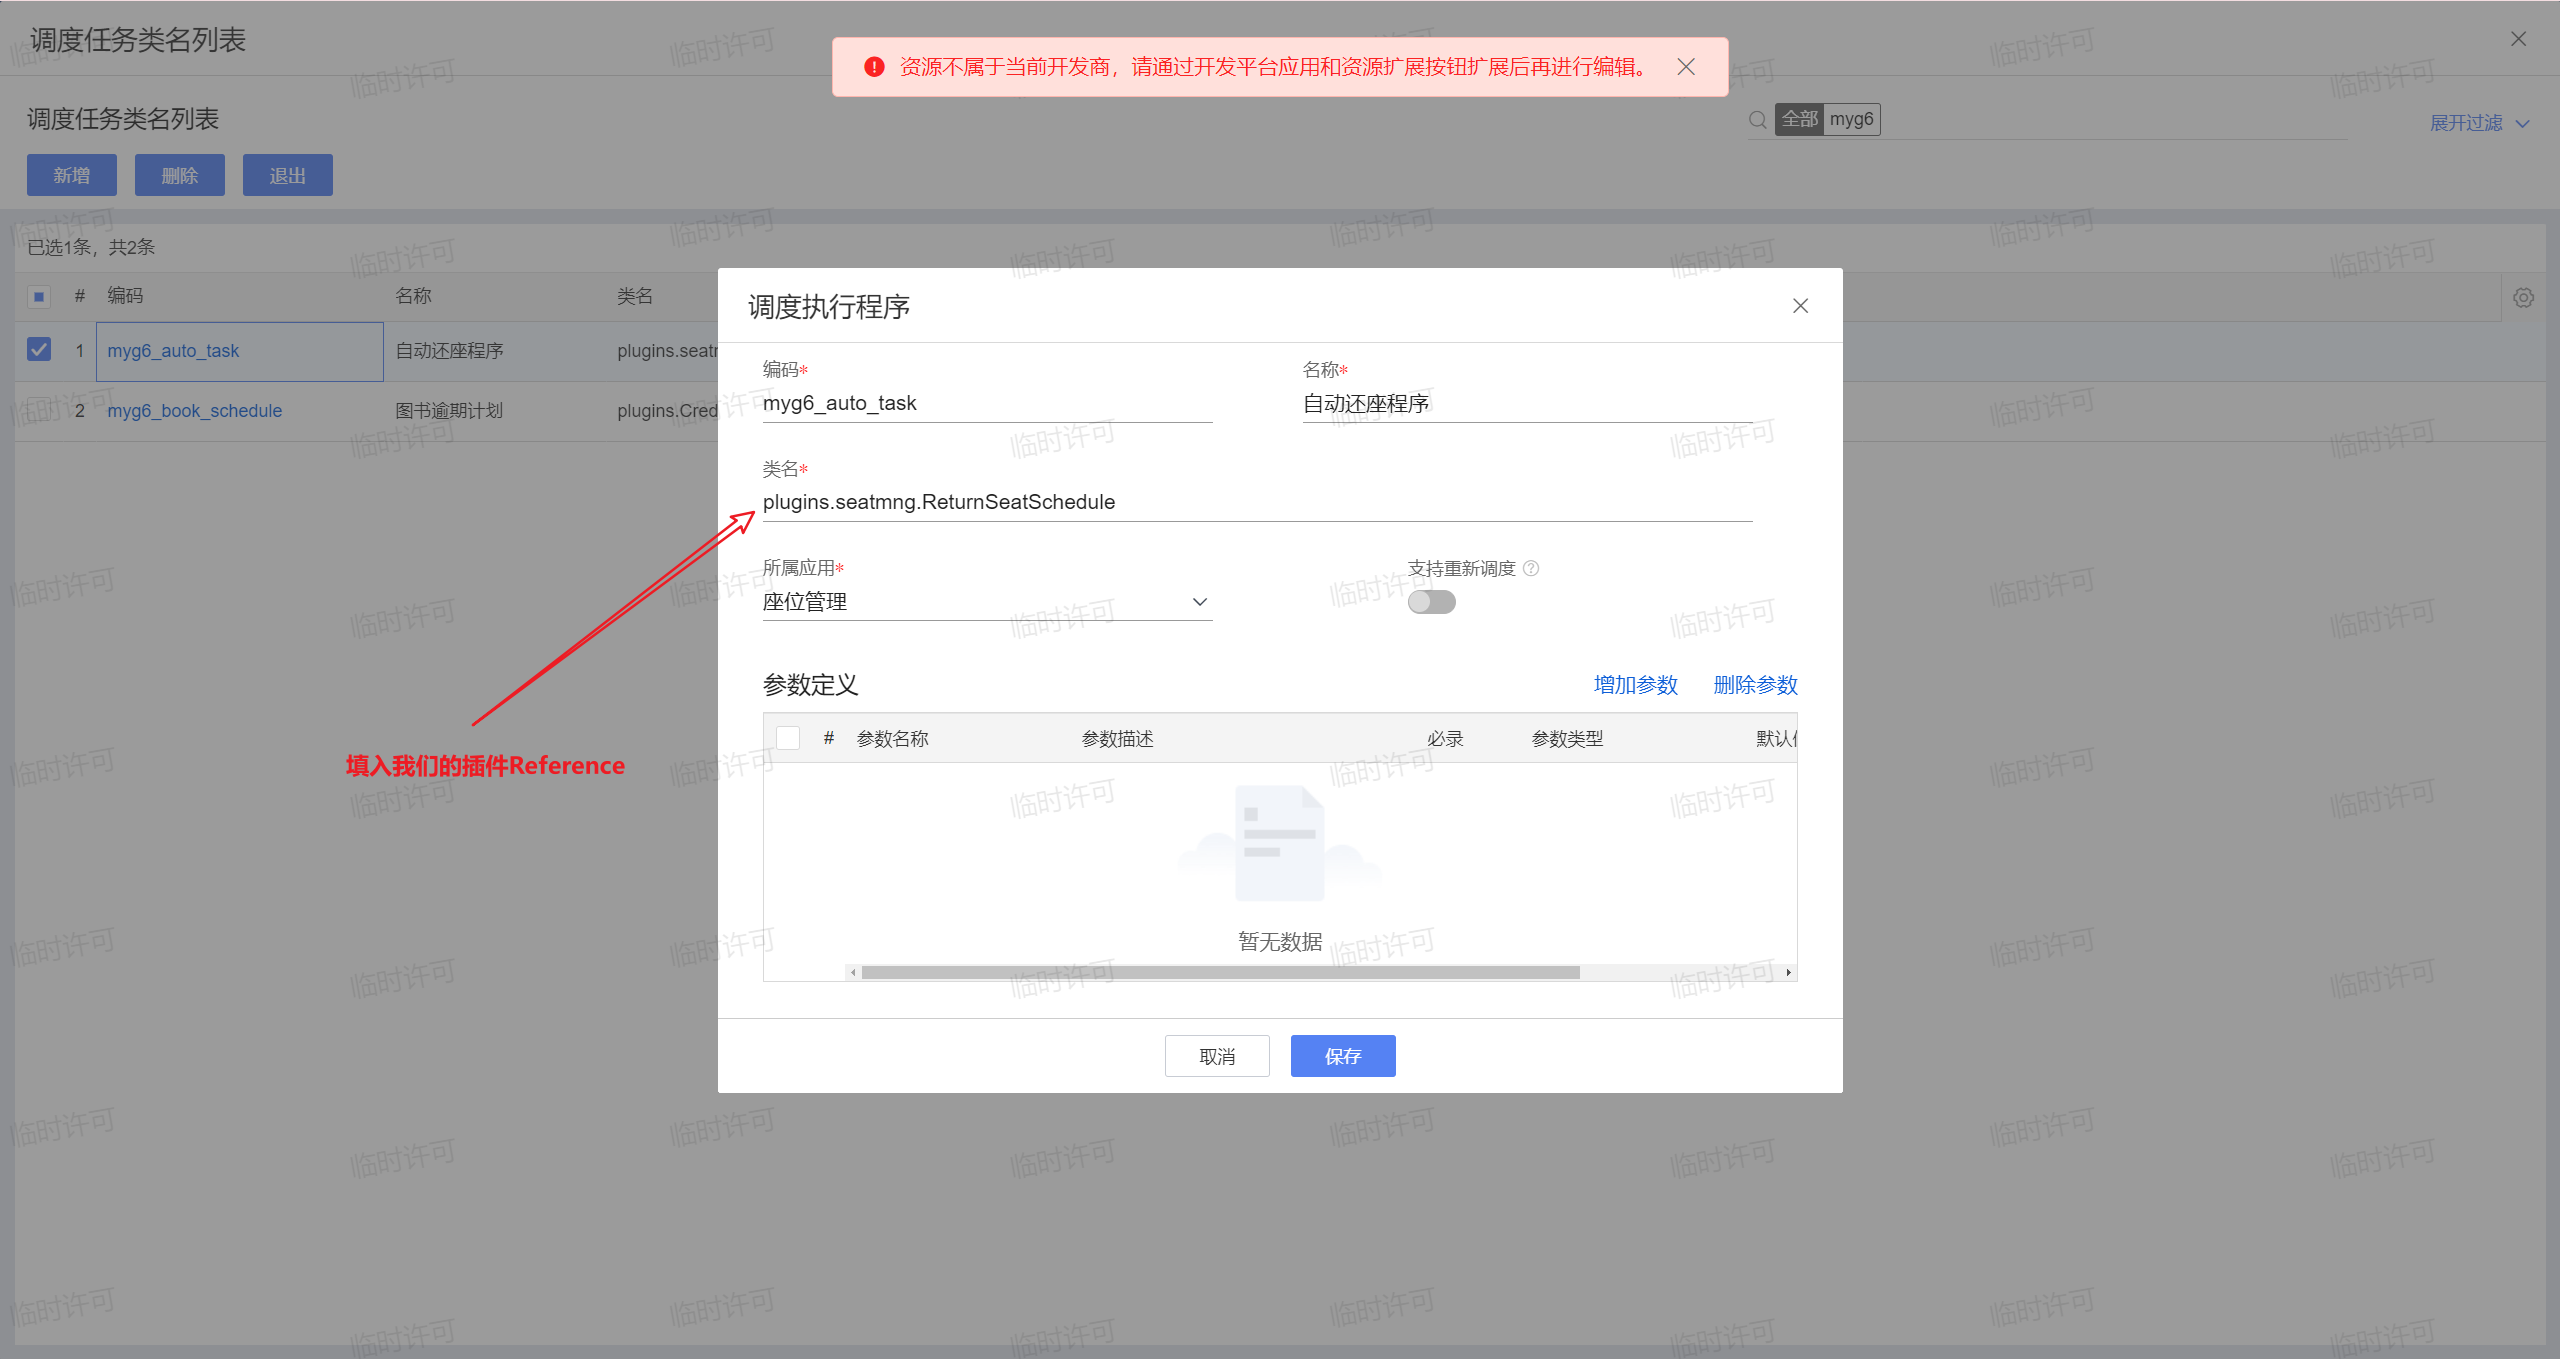 调度任务类名列表
资源不属于当前开发商，请通过开发平台应用和资源扩展按钮扩展后再进行编辑。
调度任务类名列表
全部 myg6
展开过滤
新增 删除 退出
已选1条，共2条
# 编码 名称 类名
1 myg6_auto_task 自动还座程序 plugins.seatm
2 myg6_book_schedule 图书逾期计划 plugins.Cred
调度执行程序
编码* 名称*
myg6_auto_task 自动还座程序
类名*
plugins.seatmng.ReturnSeatSchedule
所属应用* 支持重新调度
座位管理
参数定义 增加参数 删除参数
# 参数名称 参数描述 必录 参数类型 默认
暂无数据
取消 保存
填入我们的插件Reference
临时许可